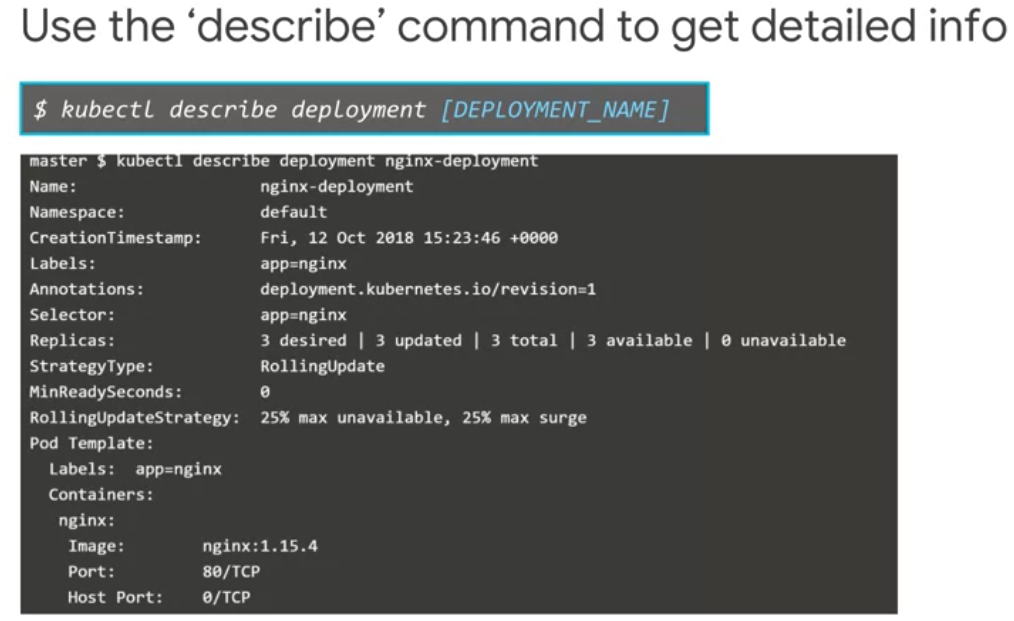 Use the ‘describe’ command to get detailed info
$ kubectl describe deployment [DEPLOYMENT_NAME]
master $ kubectl describe deployment nginx-deployment
Name: nginx-deployment
Namespace: default
CreationTimestamp: Fri, 12 Oct 2018 15:23:46 +0000
Labels: app=nginx
Annotations: deployment.kubernetes.io/revision=1
Selector: app=nginx
Replicas: 3 desired | 3 updated | 3 total | 3 available | 0 unavailable
StrategyType: RollingUpdate
MinReadySeconds: 0
RollingUpdateStrategy: 25% max unavailable, 25% max surge
Pod Template:
Labels: app=nginx
Containers:
nginx:
Image: nginx:1.15.4
Port: 80/TCP
Host Port: 0/TCP